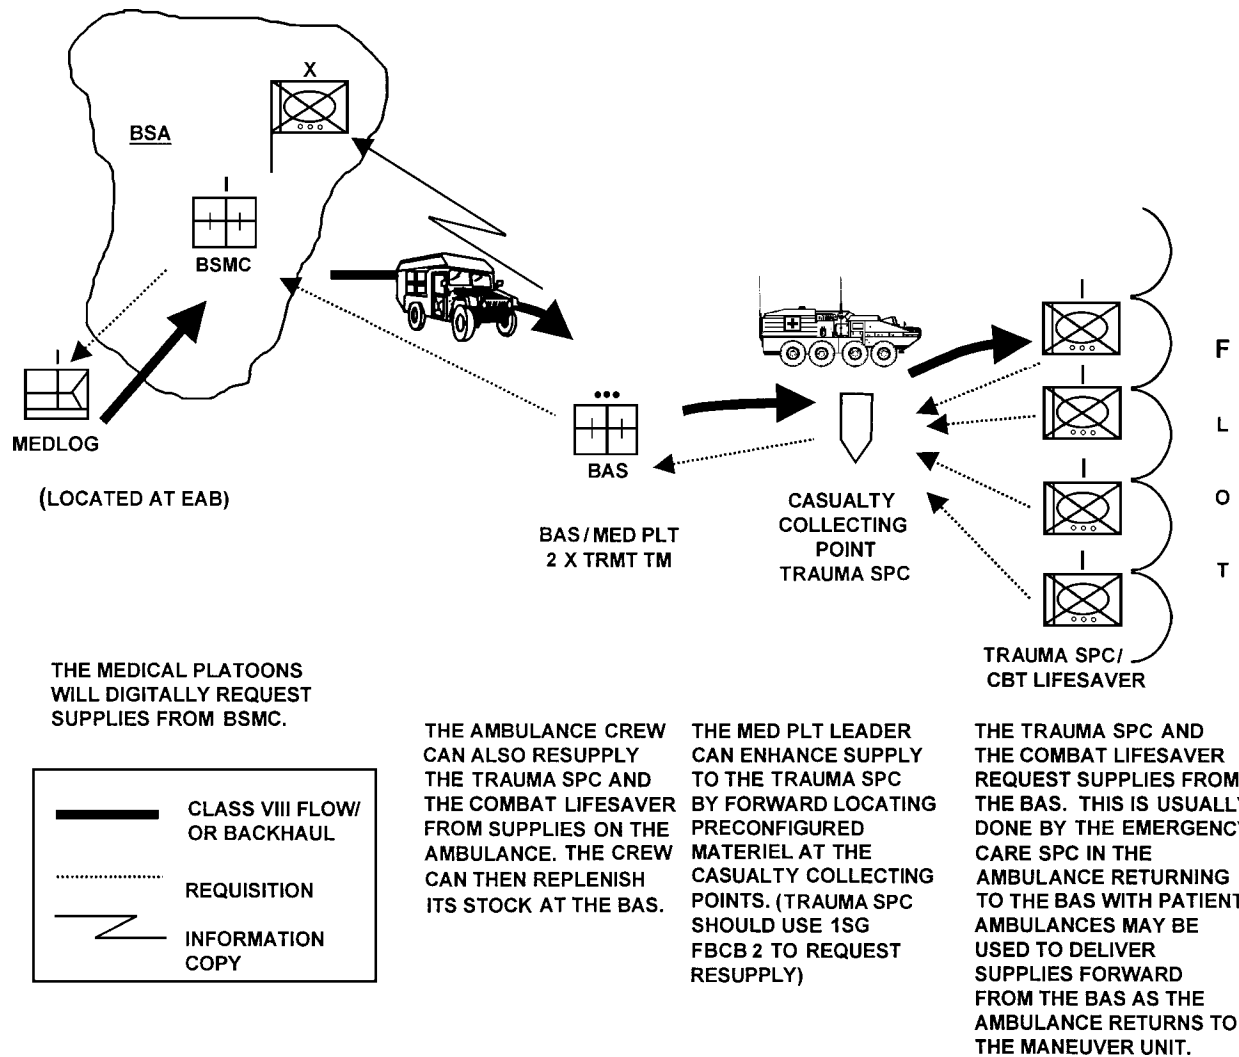 X
BSA
I
BSMC
I
MEDLOG
(LOCATED AT EAB)
BAS
BAS/MED PLT
2 X TRMT TM
CASUALTY
COLLECTING
POINT
TRAUMA SPC
I
I
I
I
F
L
O
T
TRAUMA SPC/
CBT LIFESAVER
THE MEDICAL PLATOONS
WILL DIGITALLY REQUEST
SUPPLIES FROM BSMC.
CLASS VIII FLOW/
OR BACKHAUL
REQUISITION
INFORMATION
COPY
THE AMBULANCE CREW
CAN ALSO RESUPPLY
THE TRAUMA SPC AND
THE COMBAT LIFESAVER
FROM SUPPLIES ON THE
AMBULANCE. THE CREW
CAN THEN REPLENISH
ITS STOCK AT THE BAS.
THE MED PLT LEADER
CAN ENHANCE SUPPLY
TO THE TRAUMA SPC
BY FORWARD LOCATING
PRECONFIGURED
MATERIEL AT THE
CASUALTY COLLECTING
POINTS. (TRAUMA SPC
SHOULD USE 1SG
FBCB 2 TO REQUEST
RESUPPLY)
THE TRAUMA SPC AND
THE COMBAT LIFESAVER
REQUEST SUPPLIES FROM
THE BAS. THIS IS USUALLY
DONE BY THE EMERGENCY
CARE SPC IN THE
AMBULANCE RETURNING
TO THE BAS WITH PATIENT
AMBULANCES MAY BE
USED TO DELIVER
SUPPLIES FORWARD
FROM THE BAS AS THE
AMBULANCE RETURNS TO
THE MANEUVER UNIT.